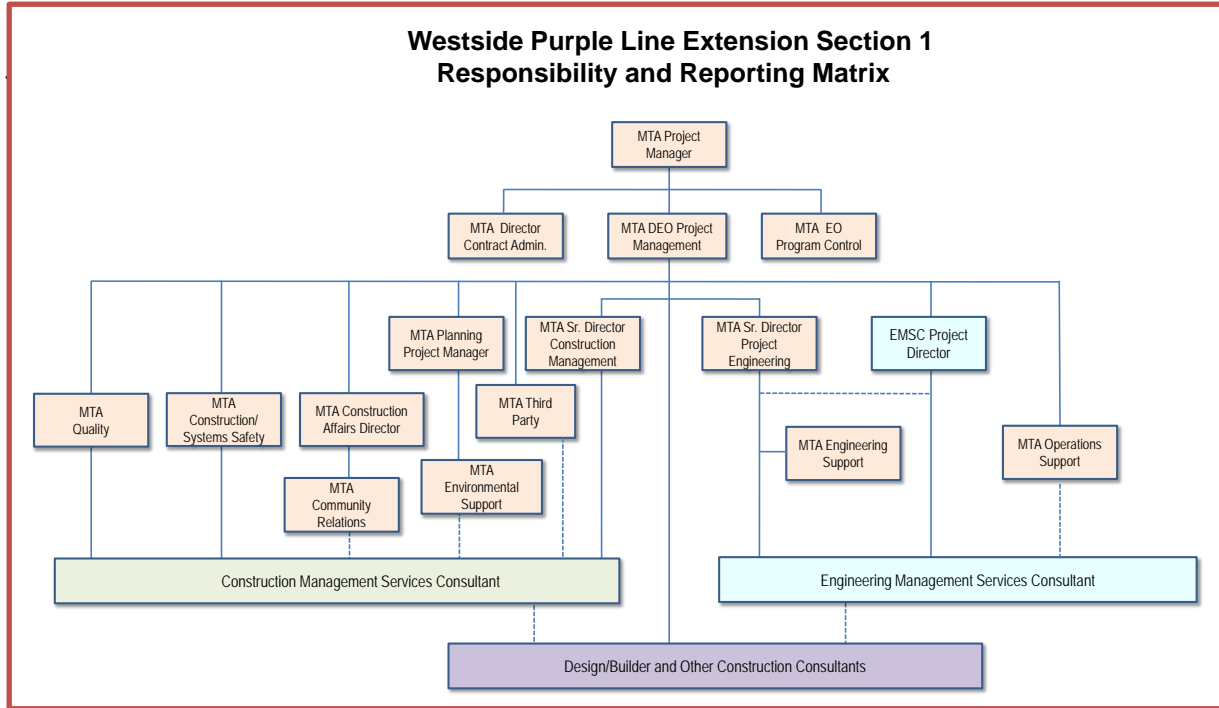 Westside Purple Line Extension Section 1
Responsibility and Reporting Matrix
MTA Project
Manager
MTA Director
Contract Admin.
MTA DEO Project
Management
MTA EO
Program Control
MTA Planning
Project Manager
MTA Sr. Director
Construction
Management
MTA Sr. Director
Project
Engineering
EMSC Project
Director
MTA
Quality
MTA
Construction/
Systems Safety
MTA Construction
Affairs Director
MTA Third
Party
MTA Engineering
Support
MTA Operations
Support
MTA
Community
Relations
MTA
Environmental
Support
Construction Management Services Consultant
Engineering Management Services Consultant
Design/Builder and Other Construction Consultants